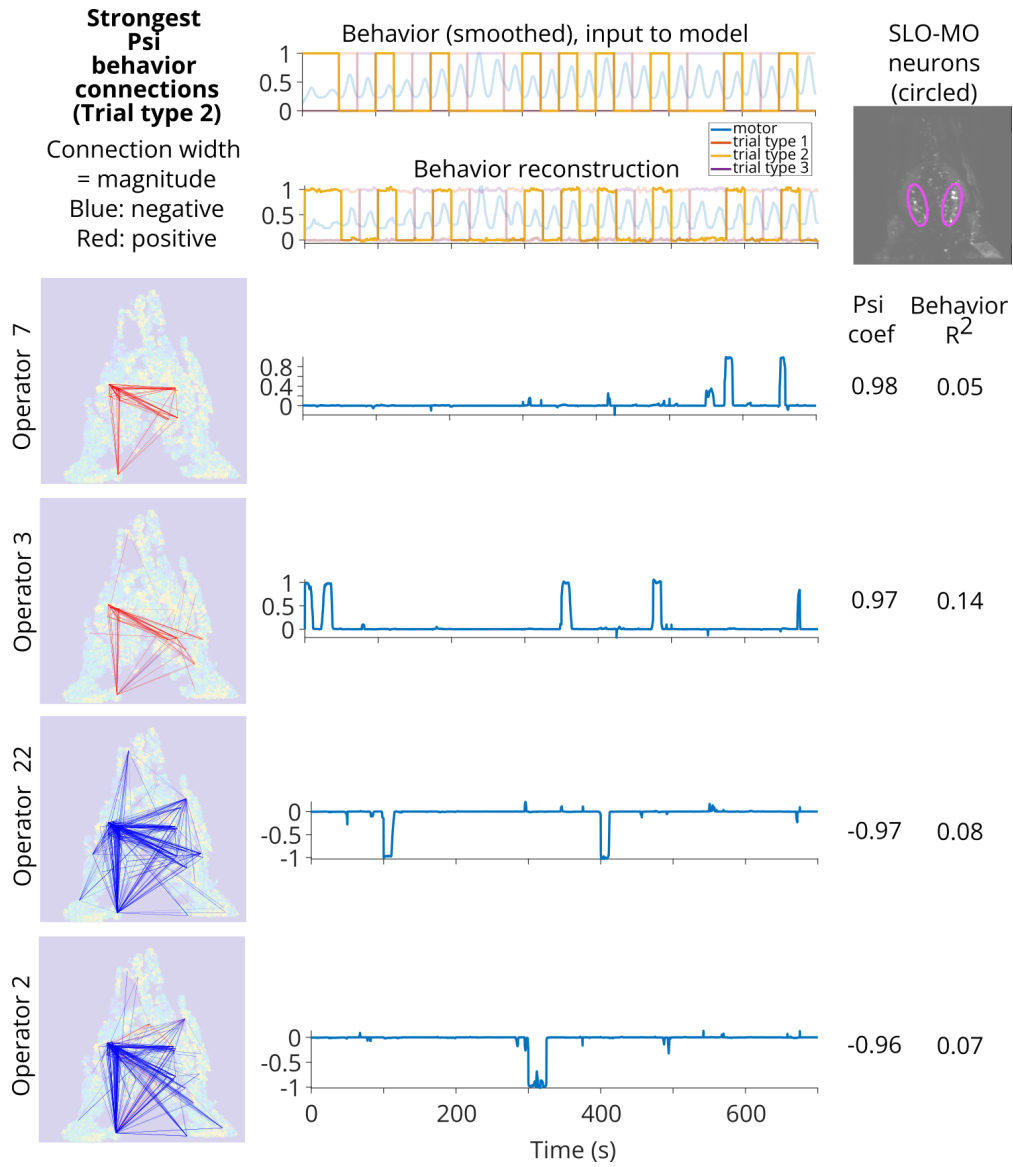 Strongest
Psi
behavior
connections
(Trial type 2)
Connection width
= magnitude
Blue: negative
Red: positive
Behavior (smoothed), input to model
1
0.5
0
motor
trial type 1
trial type 2
trial type 3
Behavior reconstruction
1
0.5
0
SLO-MO
neurons
(circled)
Psi
coef
Behavior
R2
Operator 7
0.8
0.4
0
0.98
0.05
Operator 3
1
0.5
0
0.97
0.14
Operator 22
0
-0.5
-1
-0.97
0.08
Operator 2
0
-0.5
-1
-0.96
0.07
0
200
400
600
Time (s)